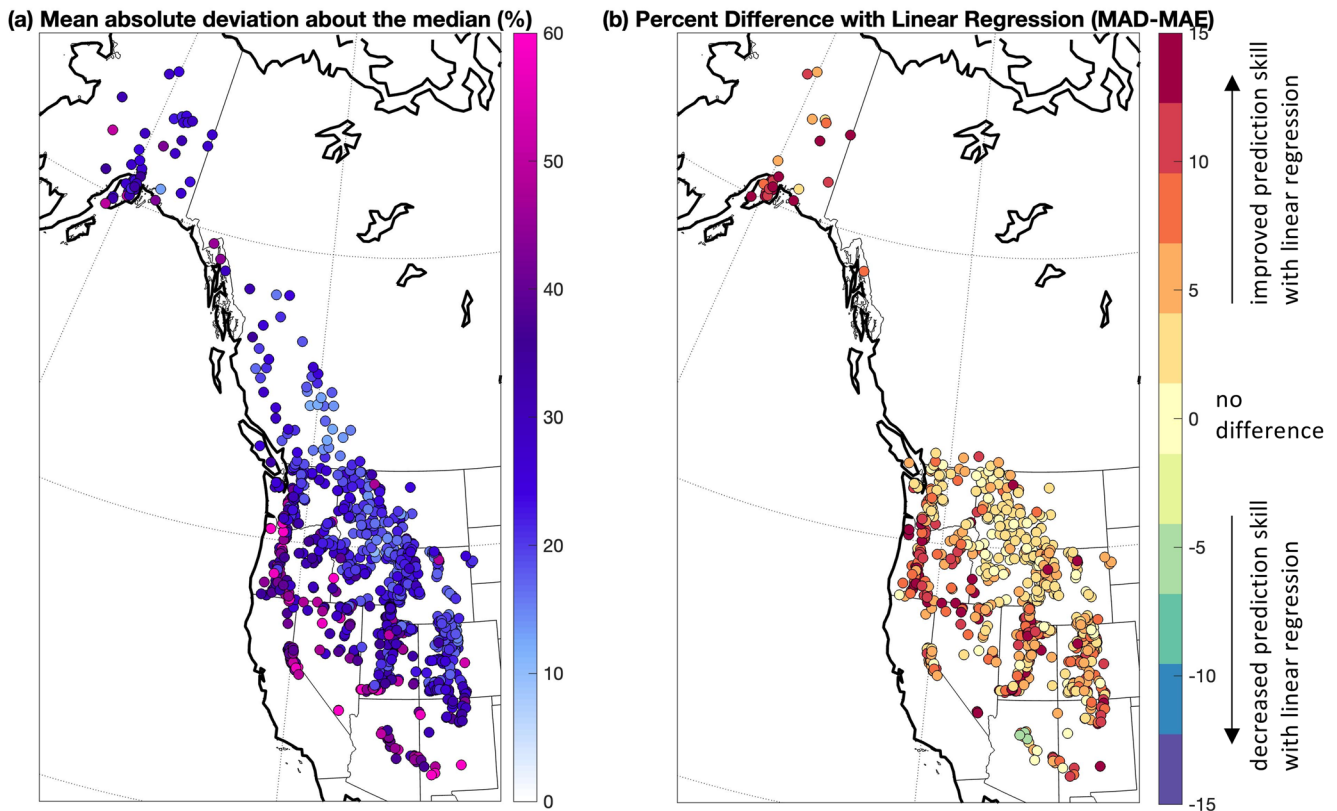 (a) Mean absolute deviation about the median (%)
60
50
40
30
20
10
0
(b) Percent Difference with Linear Regression (MAD-MAE)
15
10
5
0
-5
-10
-15
improved prediction skill
with linear regression
no
difference
decreased prediction skill
with linear regression